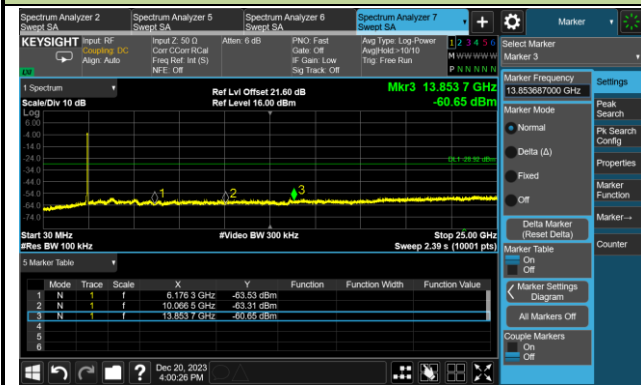 Spectrum Analyzer 2
Swept SA
Spectrum Analyzer 5
Swept SA
Spectrum Analyzer 6
Swept SA
Spectrum Analyzer 7
Swept SA
+
Marker
KEYSIGHT
Input: RF
Coupling: DC
Align: Auto
Input Z: 50 Ω
Corr CCorr RCal
Freq Ref: Int (S)
NFE: Off
Atten: 6 dB
PNO: Fast
Gate: Off
IF Gain: Low
Sig Track: Off
Avg Type: Log-Power
Avg|Hold:>10/10
Trig: Free Run
1 2 3 4 5 6
M W W W W W
P N N N N N
LW
1 Spectrum
Scale/Div 10 dB
Ref Lvl Offset 21.60 dB
Ref Level 16.00 dBm
Mkr3 13.853 7 GHz
-60.65 dBm
Log
6.00
-4.00
-14.0
-24.0
-34.0
-44.0
-54.0
-64.0
-74.0
DL1 -28.92 dBm
1
2
3
Start 30 MHz
#Res BW 100 kHz
#Video BW 300 kHz
Stop 25.00 GHz
Sweep 2.39 s (10001 pts)
5 Marker Table
Mode Trace Scale X Y Function Function Width Function Value
1 N 1 f 6.176 3 GHz -63.53 dBm
2 N 1 f 10.066 5 GHz -63.31 dBm
3 N 1 f 13.853 7 GHz -60.65 dBm
4
5
6
Dec 20, 2023
4:00:26 PM
?
Select Marker
Marker 3
Marker Frequency
13.853687000 GHz
Marker Mode
Normal
Delta (Δ)
Fixed
Off
Delta Marker
(Reset Delta)
Marker Table
On
Off
Marker Settings
Diagram
All Markers Off
Couple Markers
On
Off
Settings
Peak
Search
Pk Search
Config
Properties
Marker
Function
Marker→
Counter